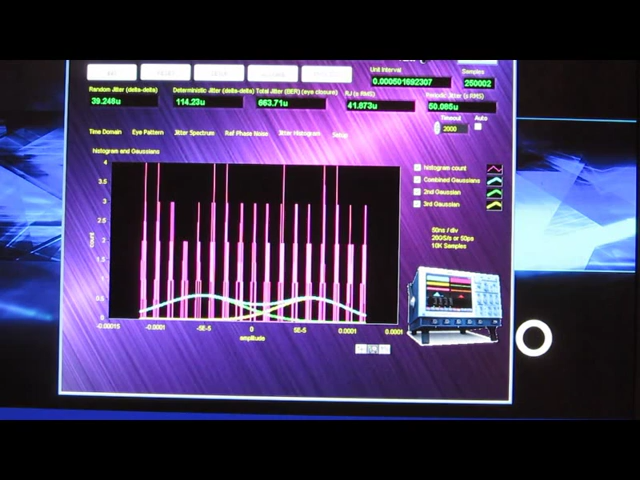 Unit Interval
Samples
0.000501692307
250002
Random Jitter (delta-delta)
Deterministic Jitter (delta-delta)
Total Jitter (BER) (eye closure)
RJ (s RMS)
Periodic Jitter (s RMS)
39.248u
114.23u
663.71u
41.873u
50.085u
Timeout
Auto
2000
Time Domain
Eye Pattern
Jitter Spectrum
Ref Phase Noise
Jitter Histogram
Setup
histogram and Gaussians
4
3.5
3
2.5
2
1.5
1
0.5
0
count
-0.00015
-0.0001
-5E-5
0
5E-5
0.0001
0.0001
amplitude
histogram count
Combined Gaussians
2nd Gaussian
3rd Gaussian
50ns / div
20GS/s or 50ps
10K Samples